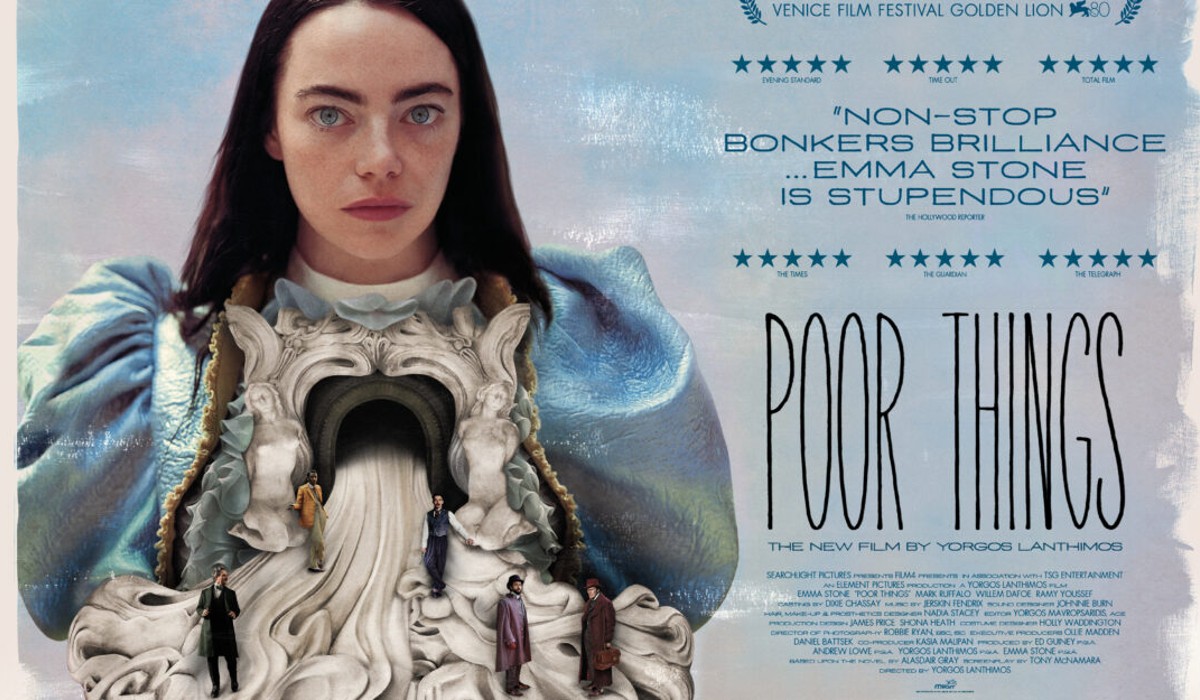 VENICE FILM FESTIVAL GOLDEN LION 80
★★★★★ ★★★★★ ★★★★★
EVENING STANDARD TIME OUT TOTAL FILM
"NON-STOP
BONKERS BRILLIANCE
...EMMA STONE
IS STUPENDOUS"
THE HOLLYWOOD REPORTER
★★★★★ ★★★★★ ★★★★★
THE TIMES THE GUARDIAN THE TELEGRAPH
POOR THINGS
THE NEW FILM BY YORGOS LANTHIMOS
SEARCHLIGHT PICTURES PRESENTS FILM4 PRESENTS IN ASSOCIATION WITH TSG ENTERTAINMENT
AN ELEMENT PICTURES PRODUCTION A YORGOS LANTHIMOS FILM
EMMA STONE "POOR THINGS" MARK RUFFALO WILLEM DAFOE RAMY YOUSSEF
CASTING BY DIXIE CHASSAY MUSIC BY JERSKIN FENDRIX SOUND DESIGNER JOHNNIE BURN
HAIR, MAKE-UP & PROSTHETICS DESIGNER NADIA STACEY EDITOR YORGOS MAVROPSARIDIS, ACE
PRODUCTION DESIGN JAMES PRICE SHONA HEATH COSTUME DESIGNER HOLLY WADDINGTON
DIRECTOR OF PHOTOGRAPHY ROBBIE RYAN, BSC, ISC EXECUTIVE PRODUCERS OLLIE MADDEN
DANIEL BATTSEK CO-PRODUCER KASIA MALIPAN PRODUCED BY ED GUINEY P.G.A.
ANDREW LOWE P.G.A. YORGOS LANTHIMOS P.G.A. EMMA STONE P.G.A.
BASED UPON THE NOVEL BY ALASDAIR GRAY SCREENPLAY BY TONY McNAMARA
DIRECTED BY YORGOS LANTHIMOS